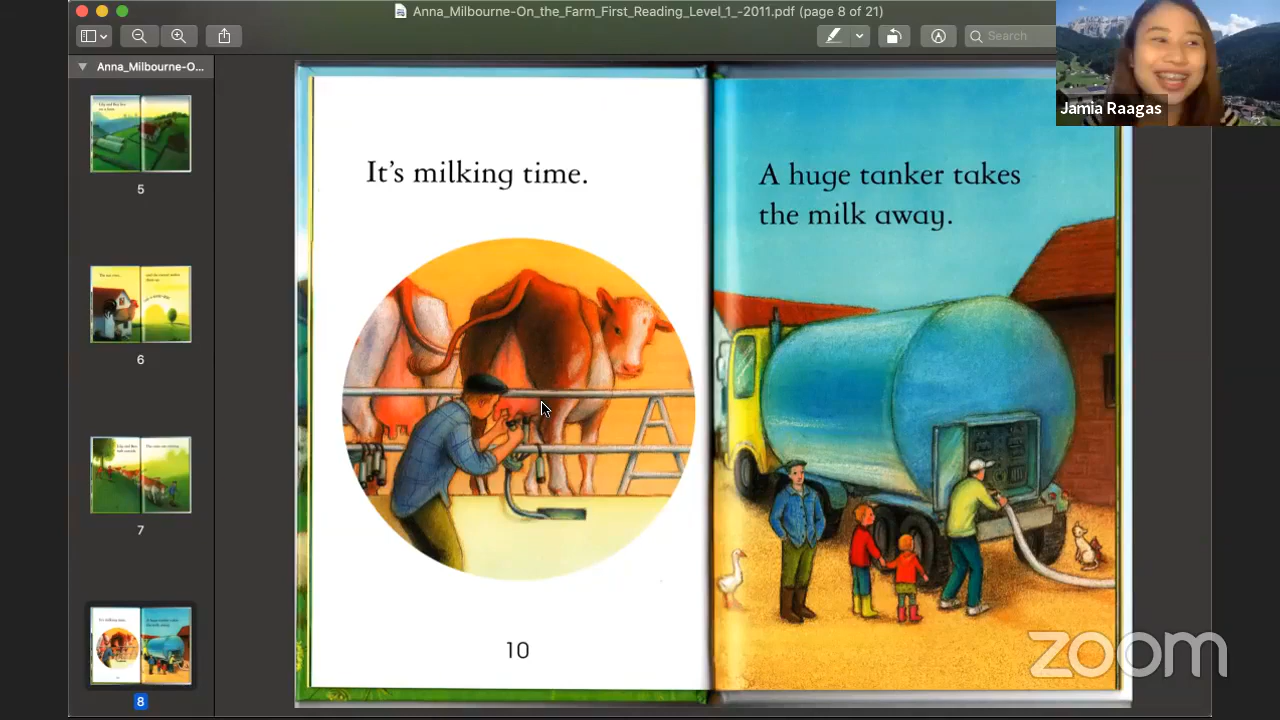 Anna_Milbourne-On_the_Farm_First_Reading_Level_1_-2011.pdf (page 8 of 21)
Search
Jamia Raagas
Anna_Milbourne-O...
5
6
7
8
It's milking time.
10
A huge tanker takes
the milk away.
zoom